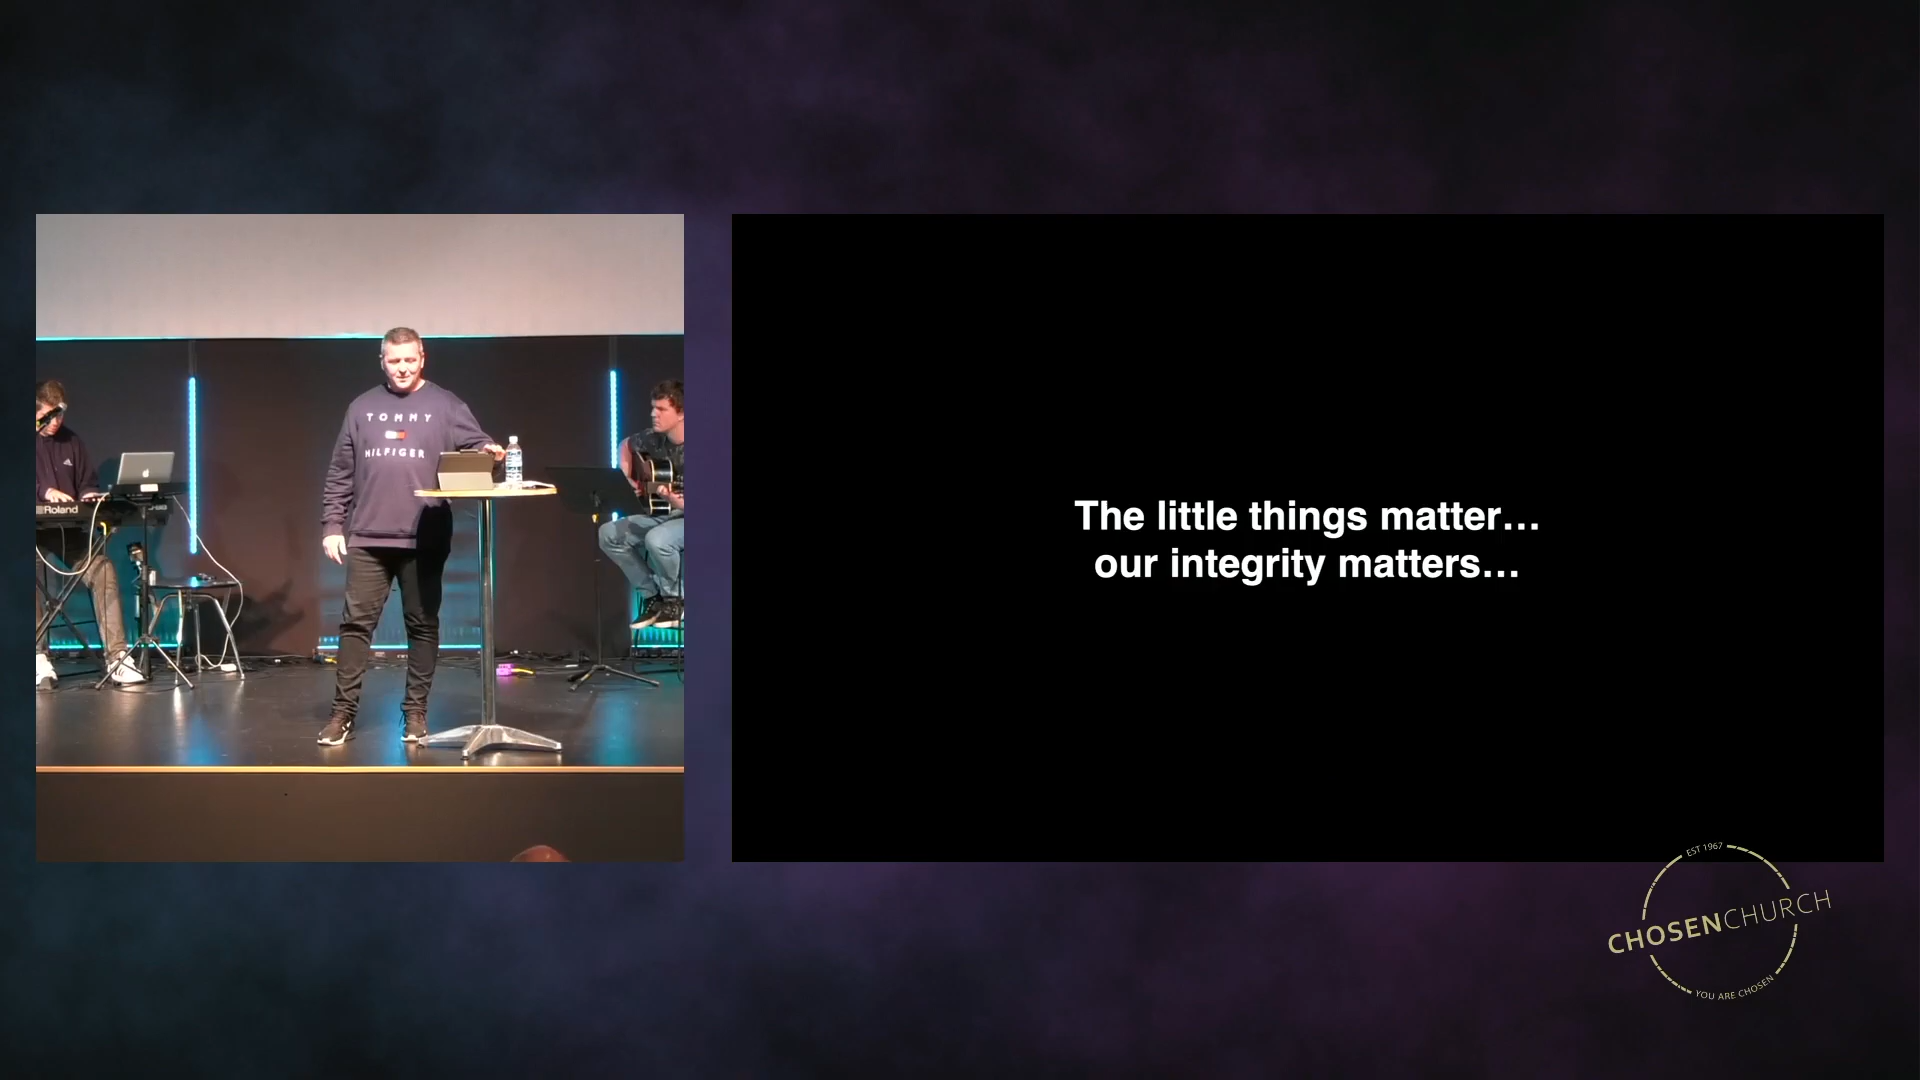 TOMMY
HILFIGER
Roland
The little things matter...
our integrity matters...
EST 1967
CHOSENCHURCH
YOU ARE CHOSEN